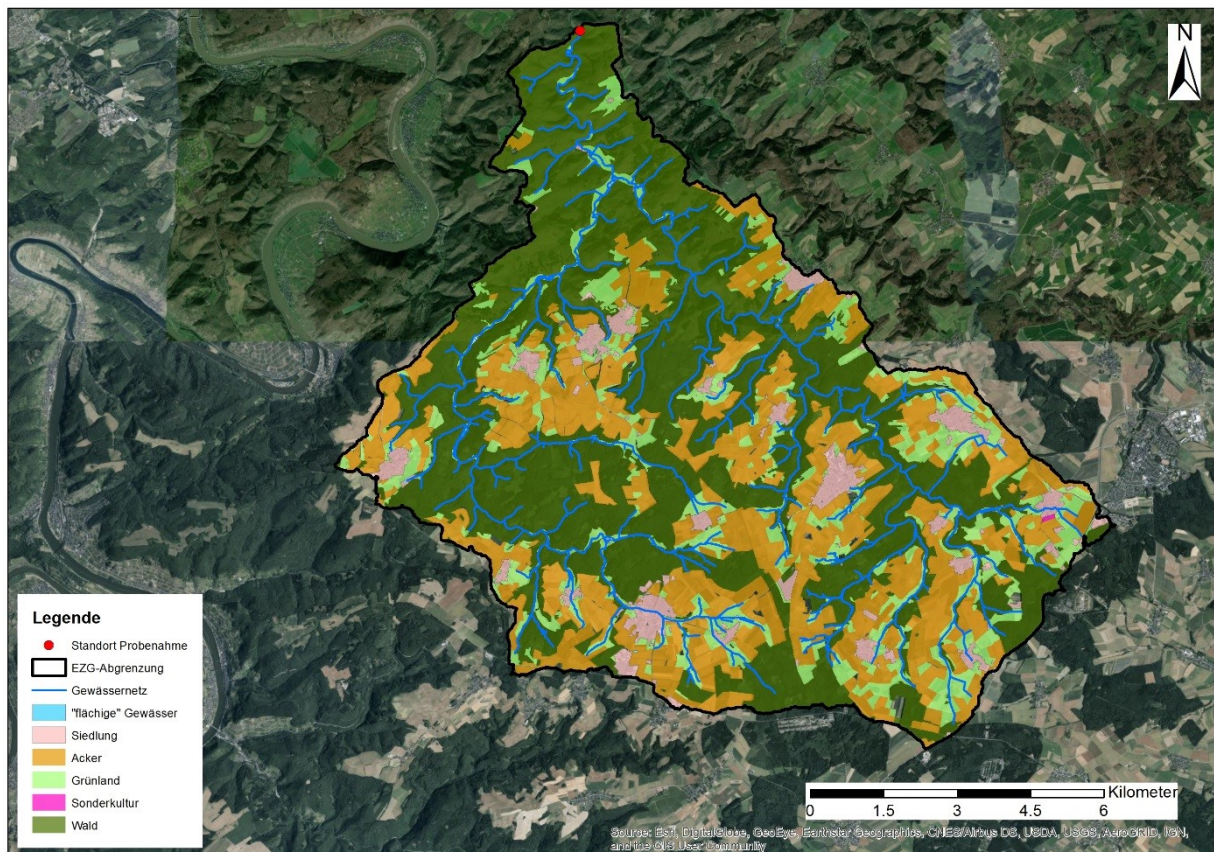 N
Legende
Standort Probenahme
EZG-Abgrenzung
Gewässernetz
"flächige" Gewässer
Siedlung
Acker
Grünland
Sonderkultur
Wald
Kilometer
0 1.5 3 4.5 6
Source: Esri, DigitalGlobe, GeoEye, Earthstar Geographics, CNES/Airbus DS, USDA, USGS, AeroGRID, IGN,
and the GIS User Community